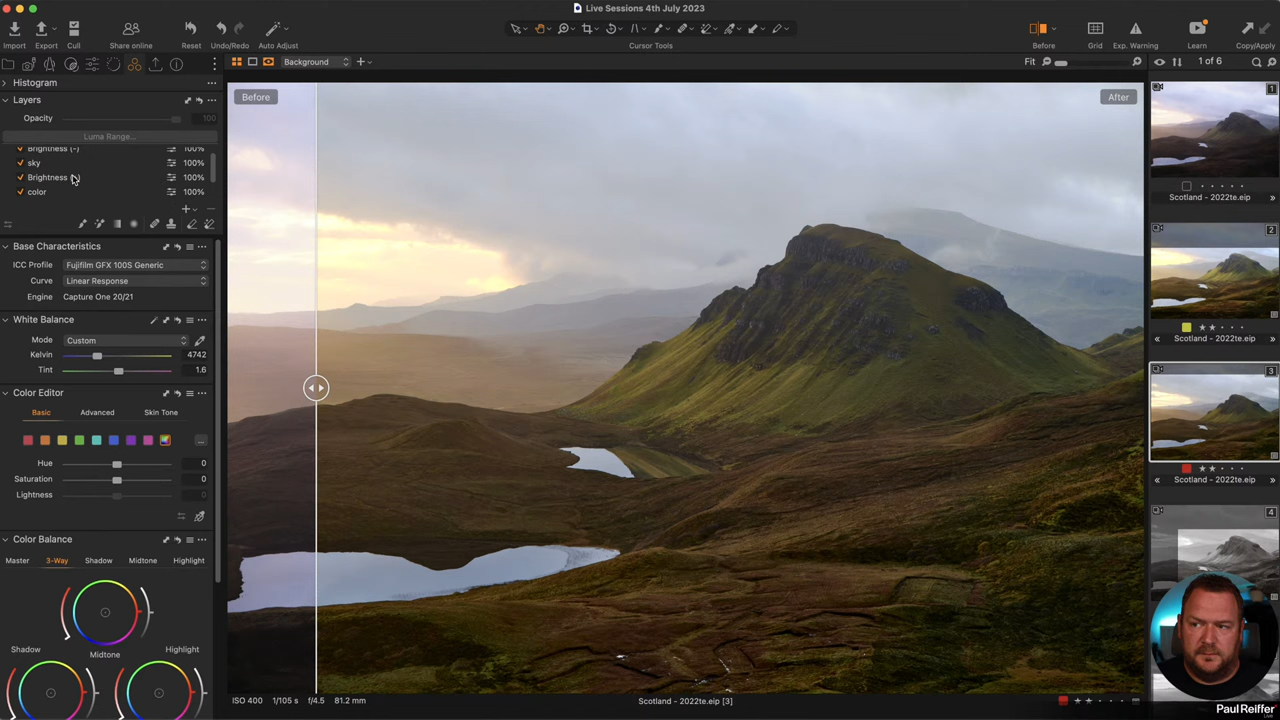 Live Sessions 4th July 2023
Import
Export
Cull
Share online
Reset
Undo/Redo
Auto Adjust
Cursor Tools
Before
Grid
Exp. Warning
Learn
Copy/Apply
Background
Fit
1 of 6
Histogram
Layers
Opacity
100
Luma Range...
Brightness (-)
100%
sky
100%
Brightness
100%
color
100%
Base Characteristics
ICC Profile
Fujifilm GFX 100S Generic
Curve
Linear Response
Engine
Capture One 20/21
White Balance
Mode
Custom
Kelvin
4742
Tint
1.6
Color Editor
Basic
Advanced
Skin Tone
Hue
0
Saturation
0
Lightness
0
Color Balance
Master
3-Way
Shadow
Midtone
Highlight
Shadow
Midtone
Highlight
Before
After
1
Scotland - 2022te.eip
2
Scotland - 2022te.eip
3
Scotland - 2022te.eip
4
ISO 400
1/105 s
f/4.5
81.2 mm
Scotland - 2022te.eip [3]
Paul Reiffer
Live